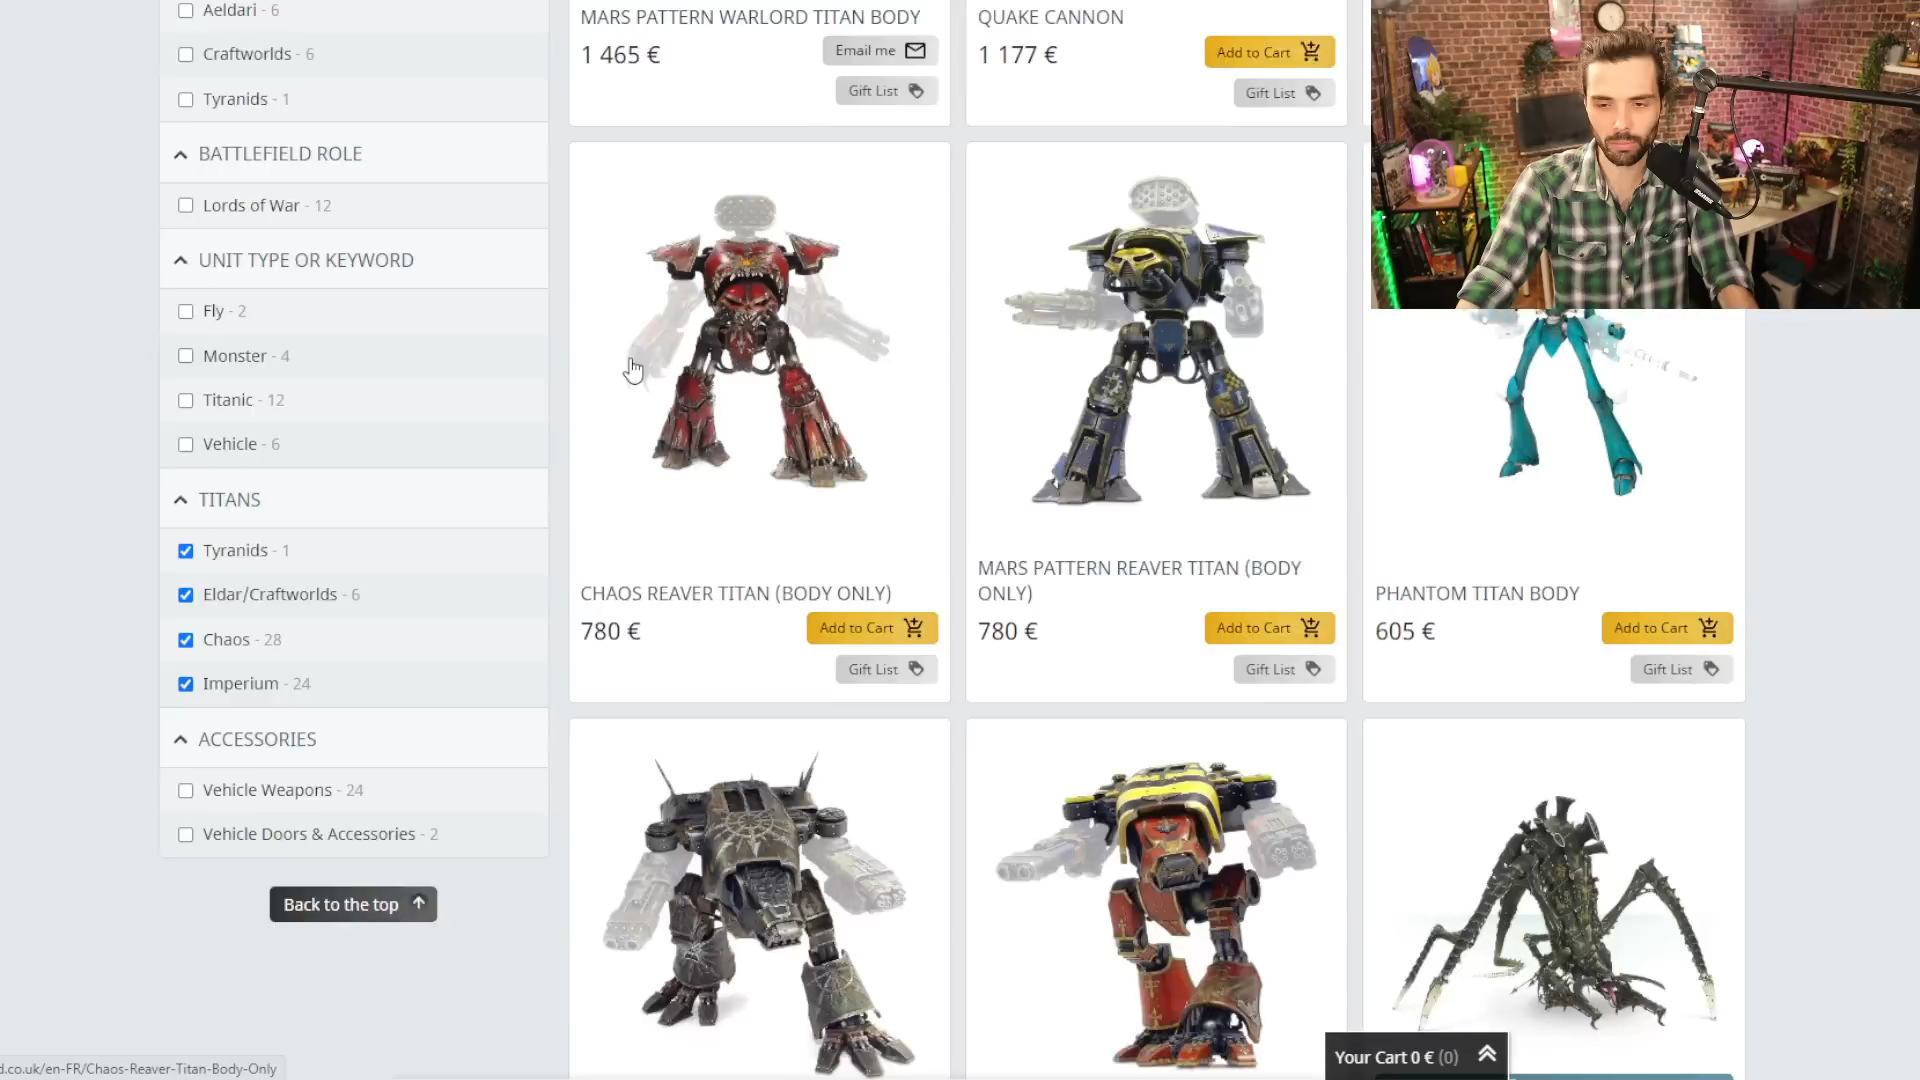 Aeldari - 6
Craftworlds - 6
Tyranids - 1
BATTLEFIELD ROLE
Lords of War - 12
UNIT TYPE OR KEYWORD
Fly - 2
Monster - 4
Titanic - 12
Vehicle - 6
TITANS
Tyranids - 1
Eldar/Craftworlds - 6
Chaos - 28
Imperium - 24
ACCESSORIES
Vehicle Weapons - 24
Vehicle Doors & Accessories - 2
Back to the top
MARS PATTERN WARLORD TITAN BODY
1 465 €
Email me
Gift List
QUAKE CANNON
1 177 €
Add to Cart
Gift List
CHAOS REAVER TITAN (BODY ONLY)
780 €
Add to Cart
Gift List
MARS PATTERN REAVER TITAN (BODY
ONLY)
780 €
Add to Cart
Gift List
PHANTOM TITAN BODY
605 €
Add to Cart
Gift List
Your Cart 0 € (0)
d.co.uk/en-FR/Chaos-Reaver-Titan-Body-Only